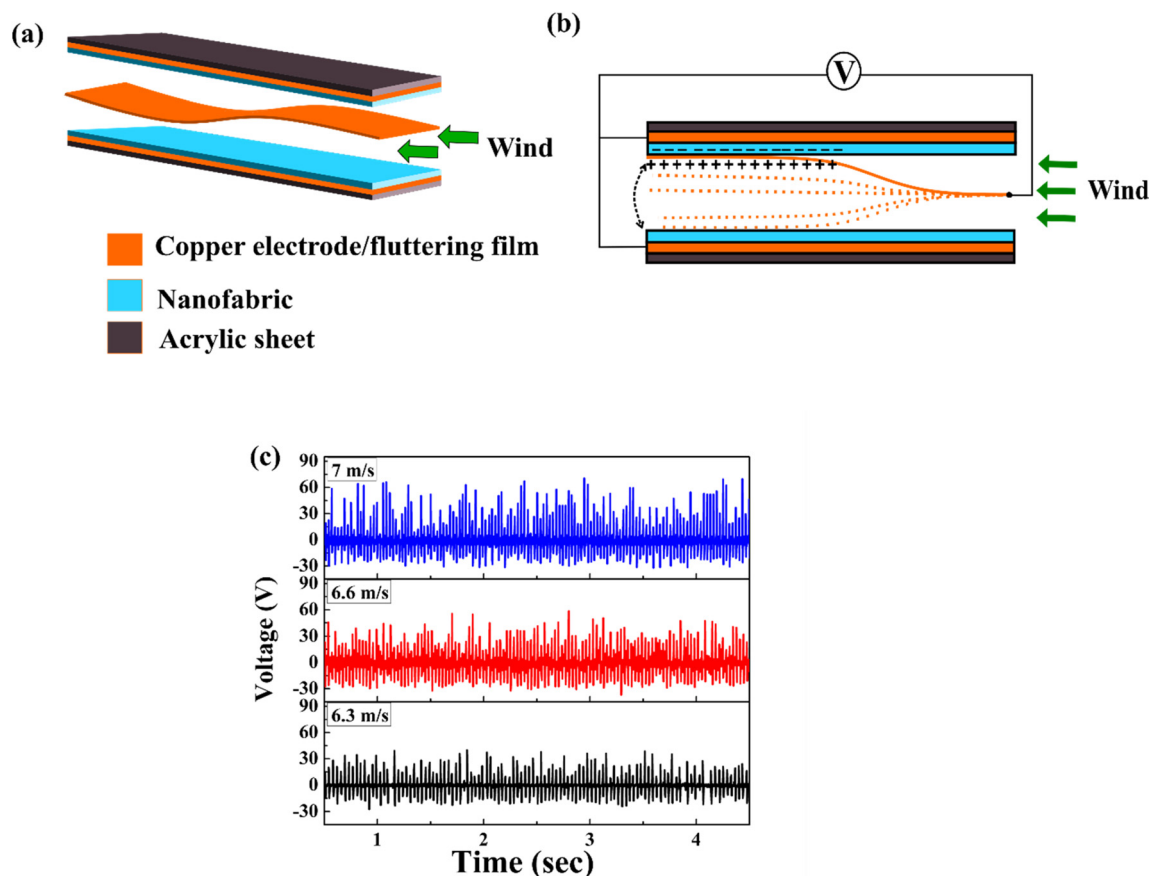 (a)
Wind
Copper electrode/fluttering film
Nanofabric
Acrylic sheet
(b)
V
– – – – – – – – – – – – – – –
+ + + + + + + + + + + + + +
Wind
(c)
Voltage (V)
90
60
30
0
-30
7 m/s
90
60
30
0
-30
6.6 m/s
90
60
30
0
-30
6.3 m/s
1 2 3 4
Time (sec)